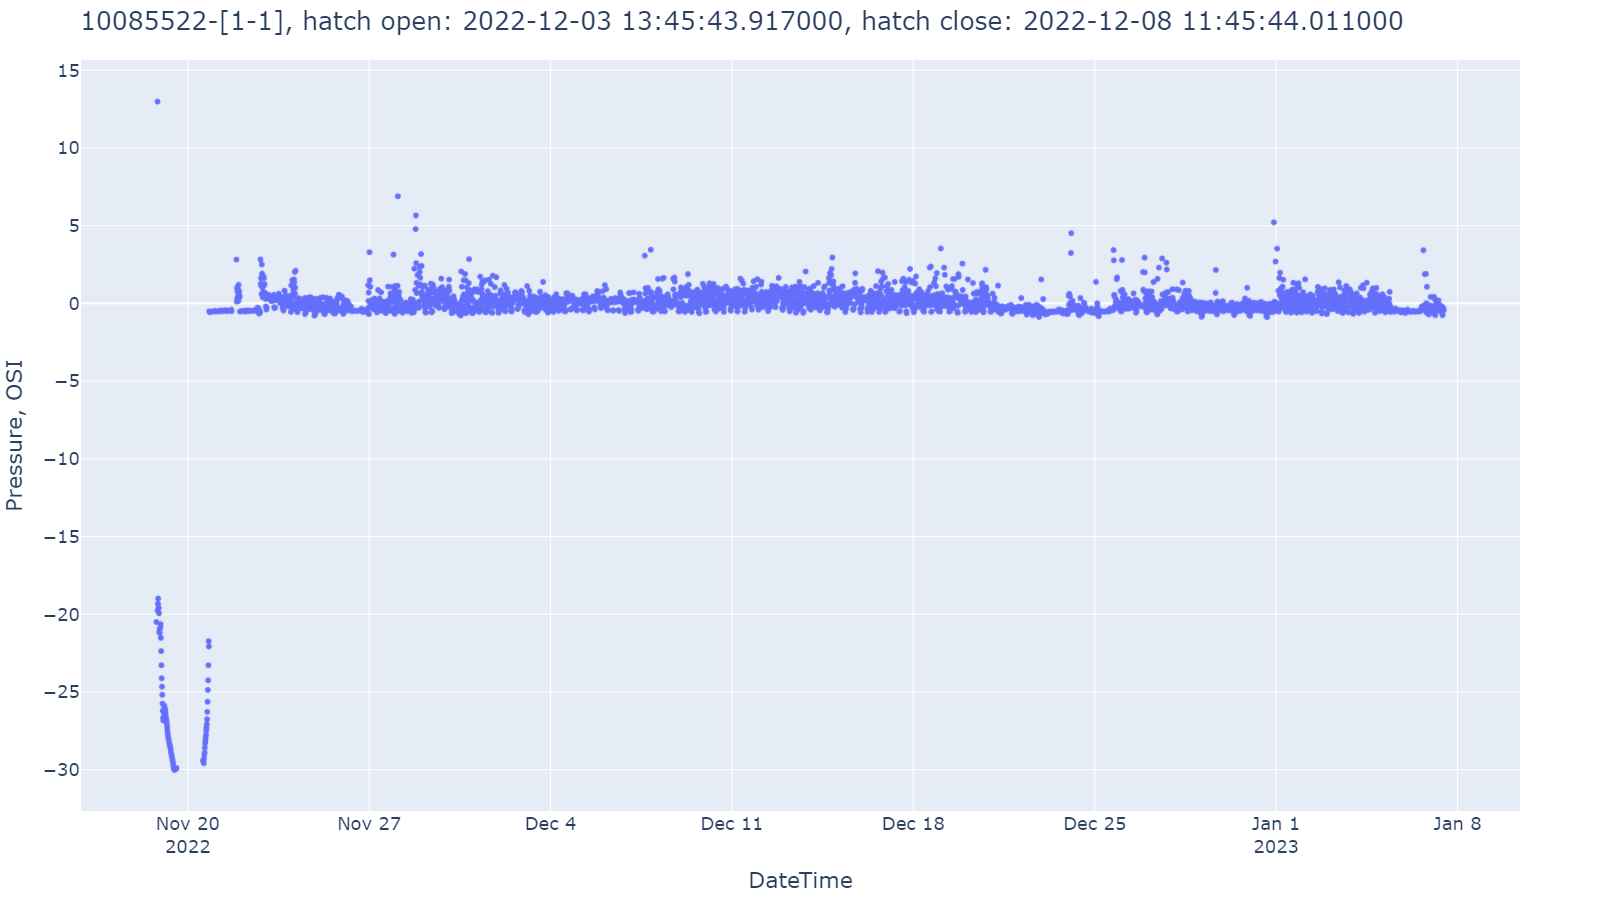 10085522-[1-1], hatch open: 2022-12-03 13:45:43.917000, hatch close: 2022-12-08 11:45:44.011000
15
10
5
0
−5
−10
−15
−20
−25
−30
Pressure, OSI
Nov 20 Nov 27 Dec 4 Dec 11 Dec 18 Dec 25 Jan 1 Jan 8
2022 2023
DateTime